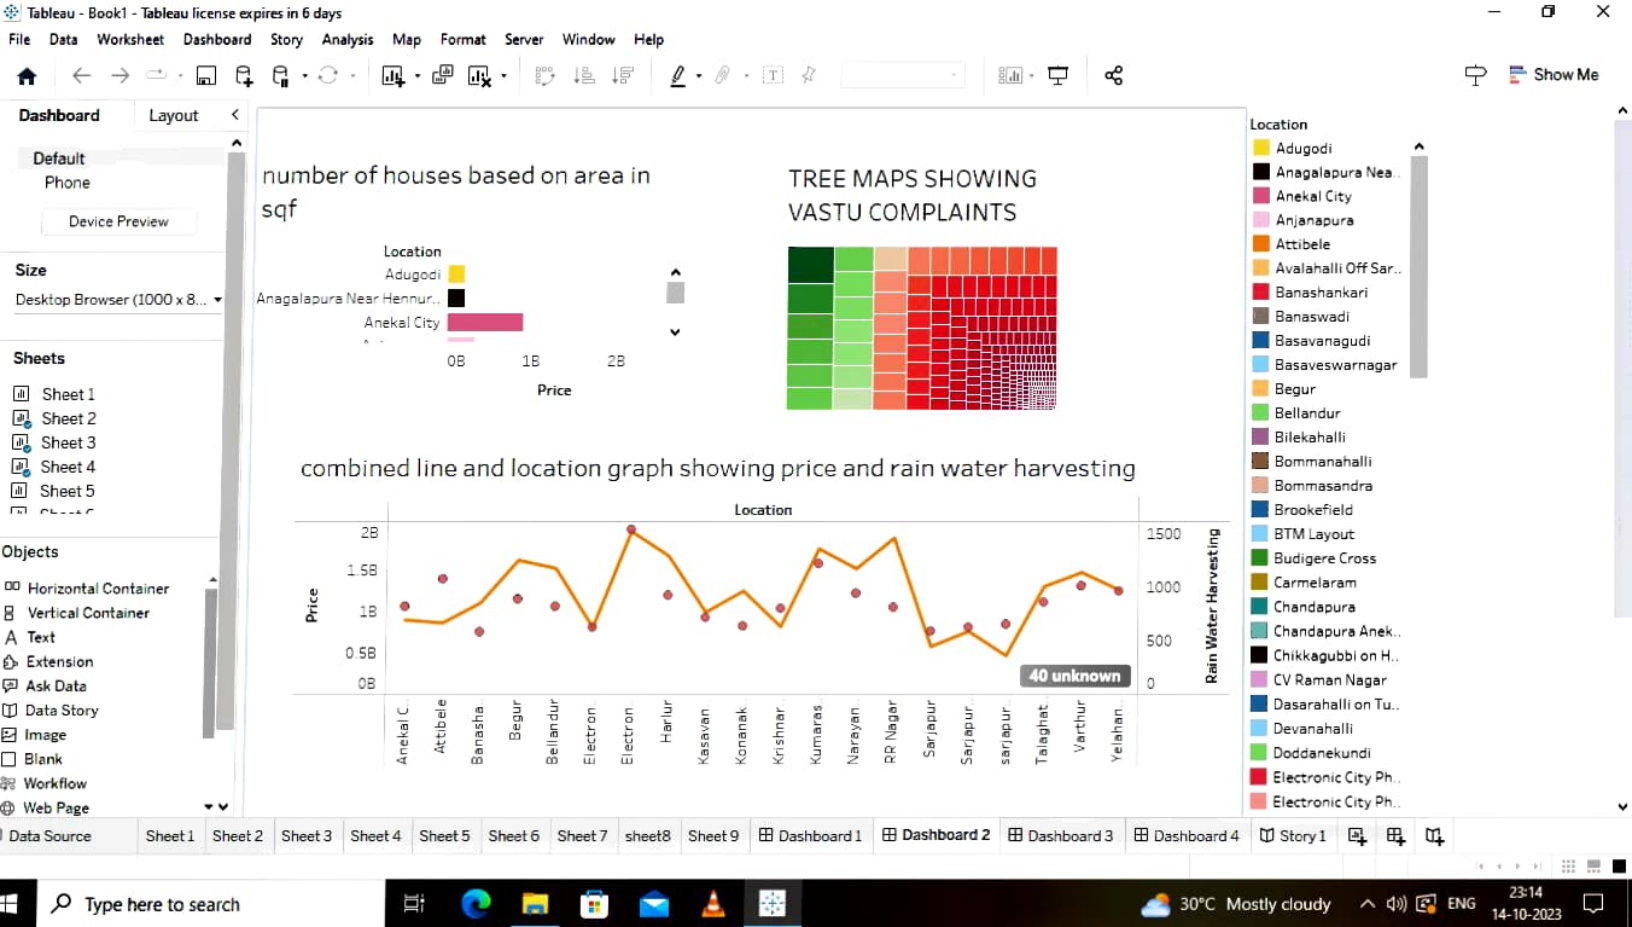 Tableau - Book1 - Tableau license expires in 6 days
File Data Worksheet Dashboard Story Analysis Map Format Server Window Help
Show Me
Dashboard Layout
Default
Phone
Device Preview
Size
Desktop Browser (1000 x 8...
Sheets
Sheet 1
Sheet 2
Sheet 3
Sheet 4
Sheet 5
Objects
Horizontal Container
Vertical Container
Text
Extension
Ask Data
Data Story
Image
Blank
Workflow
Web Page
number of houses based on area in
sqf
Location
Adugodi
Anagalapura Near Hennur..
Anekal City
0B 1B 2B
Price
TREE MAPS SHOWING
VASTU COMPLAINTS
combined line and location graph showing price and rain water harvesting
Location
Price
2B
1.5B
1B
0.5B
0B
1500
1000
500
0
Rain Water Harvesting
40 unknown
Anekal C..
Attibele
Banasha..
Begur
Bellandur
Electron..
Electron..
Harlur
Kasavan..
Konanak..
Krishnar..
Kumaras..
Narayan..
RR Nagar
Sarjapur
Sarjapur..
sarjapur..
Talaghat..
Varthur
Yelahan..
Location
Adugodi
Anagalapura Nea..
Anekal City
Anjanapura
Attibele
Avalahalli Off Sar..
Banashankari
Banaswadi
Basavanagudi
Basaveswarnagar
Begur
Bellandur
Bilekahalli
Bommanahalli
Bommasandra
Brookefield
BTM Layout
Budigere Cross
Carmelaram
Chandapura
Chandapura Anek..
Chikkagubbi on H..
CV Raman Nagar
Dasarahalli on Tu..
Devanahalli
Doddanekundi
Electronic City Ph..
Electronic City Ph..
Data Source Sheet 1 Sheet 2 Sheet 3 Sheet 4 Sheet 5 Sheet 6 Sheet 7 sheet8 Sheet 9 Dashboard 1 Dashboard 2 Dashboard 3 Dashboard 4 Story 1
Type here to search
30°C Mostly cloudy
ENG
23:14
14-10-2023